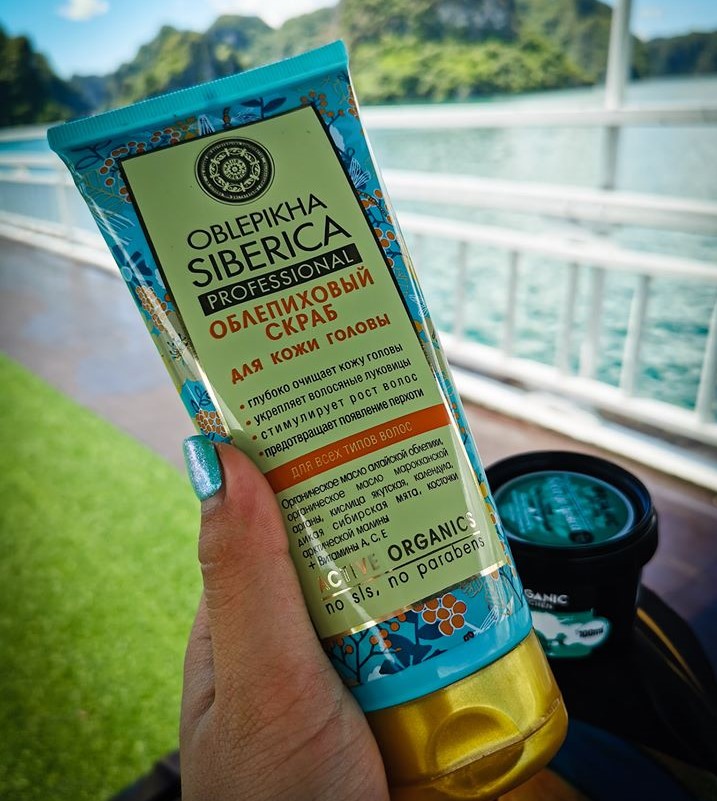 OBLEPIKHA
SIBERICA
PROFESSIONAL
ОБЛЕПИХОВЫЙ
СКРАБ
ДЛЯ КОЖИ ГОЛОВЫ
• глубоко очищает кожу головы
• укрепляет волосяные луковицы
• стимулирует рост волос
• предотвращает появление перхоти
ДЛЯ ВСЕХ ТИПОВ ВОЛОС
Органическое масло алтайской облепихи,
органическое масло марокканской
арганы, кислица якутская, календула,
дикая сибирская мята, косточки
арктической малины
+ Витамины A, C, E
ACTIVE ORGANICS
no sls, no parabens
GANIC
100ml